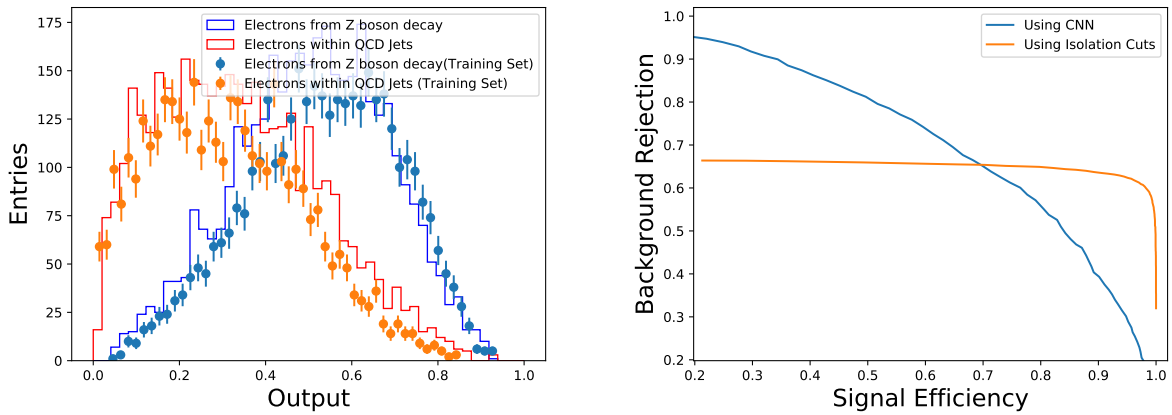 175
150
125
100
75
50
25
0
Entries
0.0 0.2 0.4 0.6 0.8 1.0
Output
Electrons from Z boson decay
Electrons within QCD Jets
Electrons from Z boson decay(Training Set)
Electrons within QCD Jets (Training Set)
1.0
0.9
0.8
0.7
0.6
0.5
0.4
0.3
0.2
Background Rejection
0.2 0.3 0.4 0.5 0.6 0.7 0.8 0.9 1.0
Signal Efficiency
Using CNN
Using Isolation Cuts